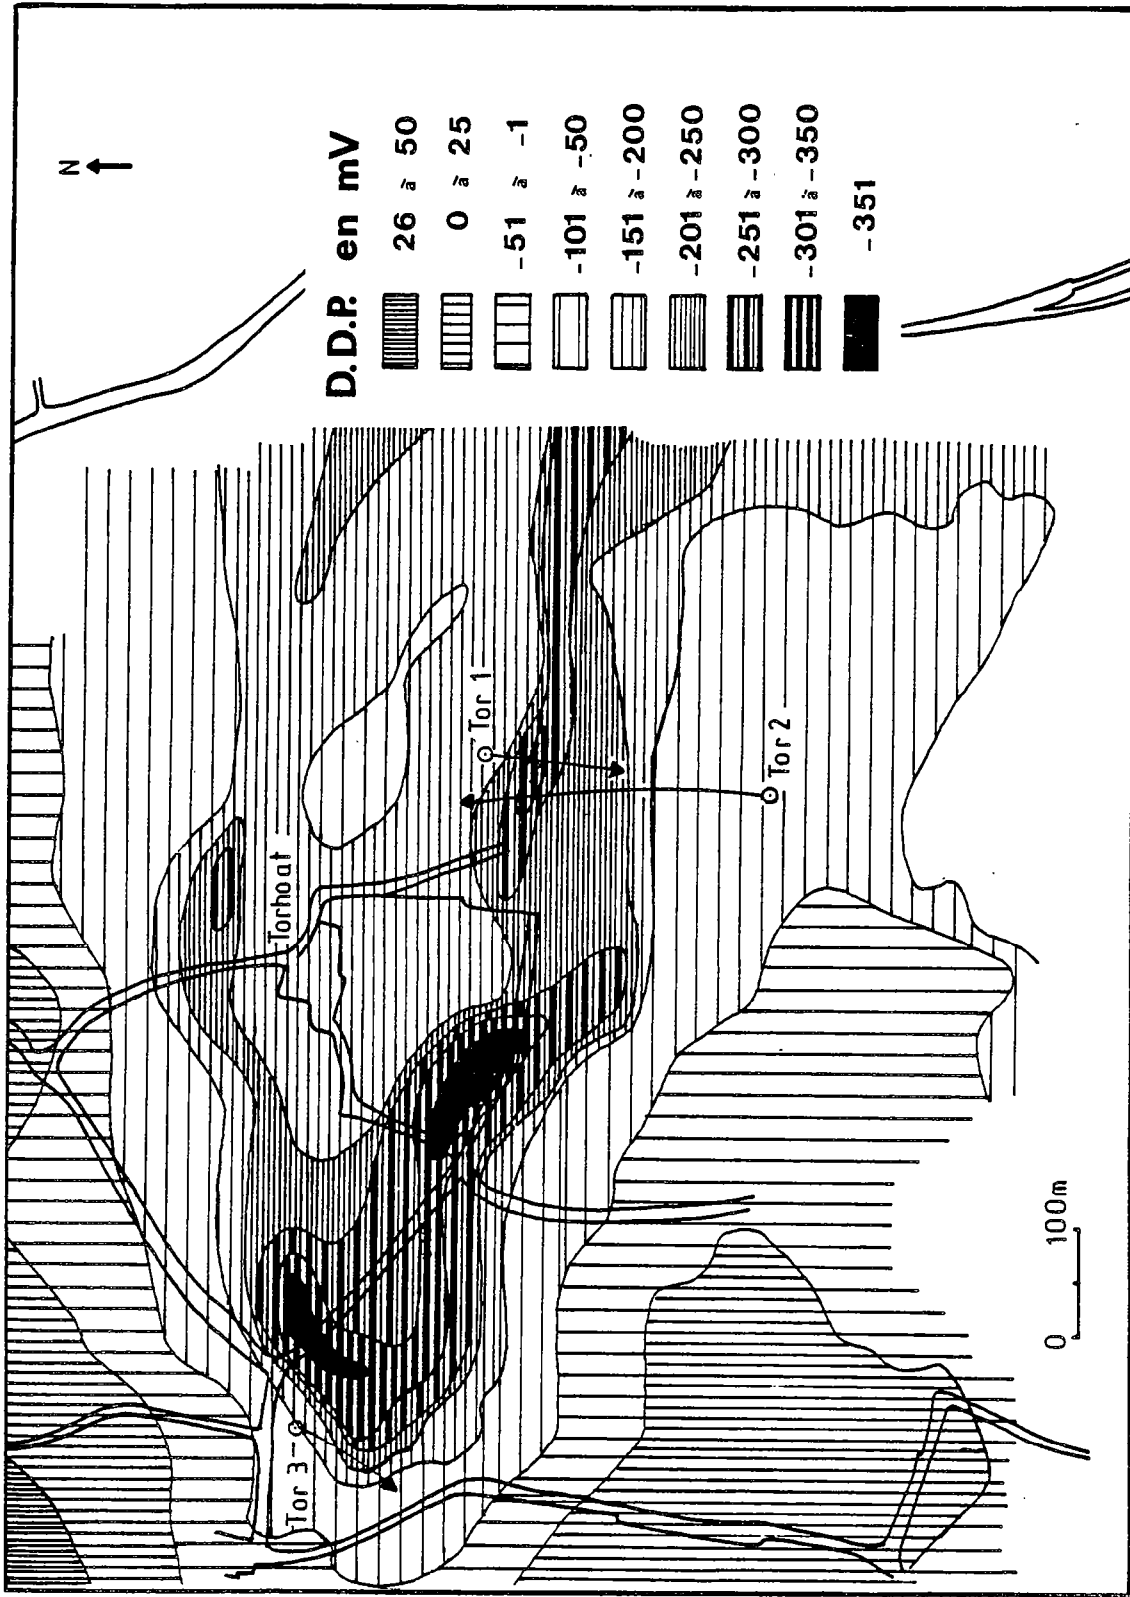 N
D.D.P. en mV
26 à 50
0 à 25
-51 à -1
-101 à -50
-151 à -200
-201 à -250
-251 à -300
-301 à -350
-351
Torhoat
Tor 1
Tor 2
Tor 3
0 100m